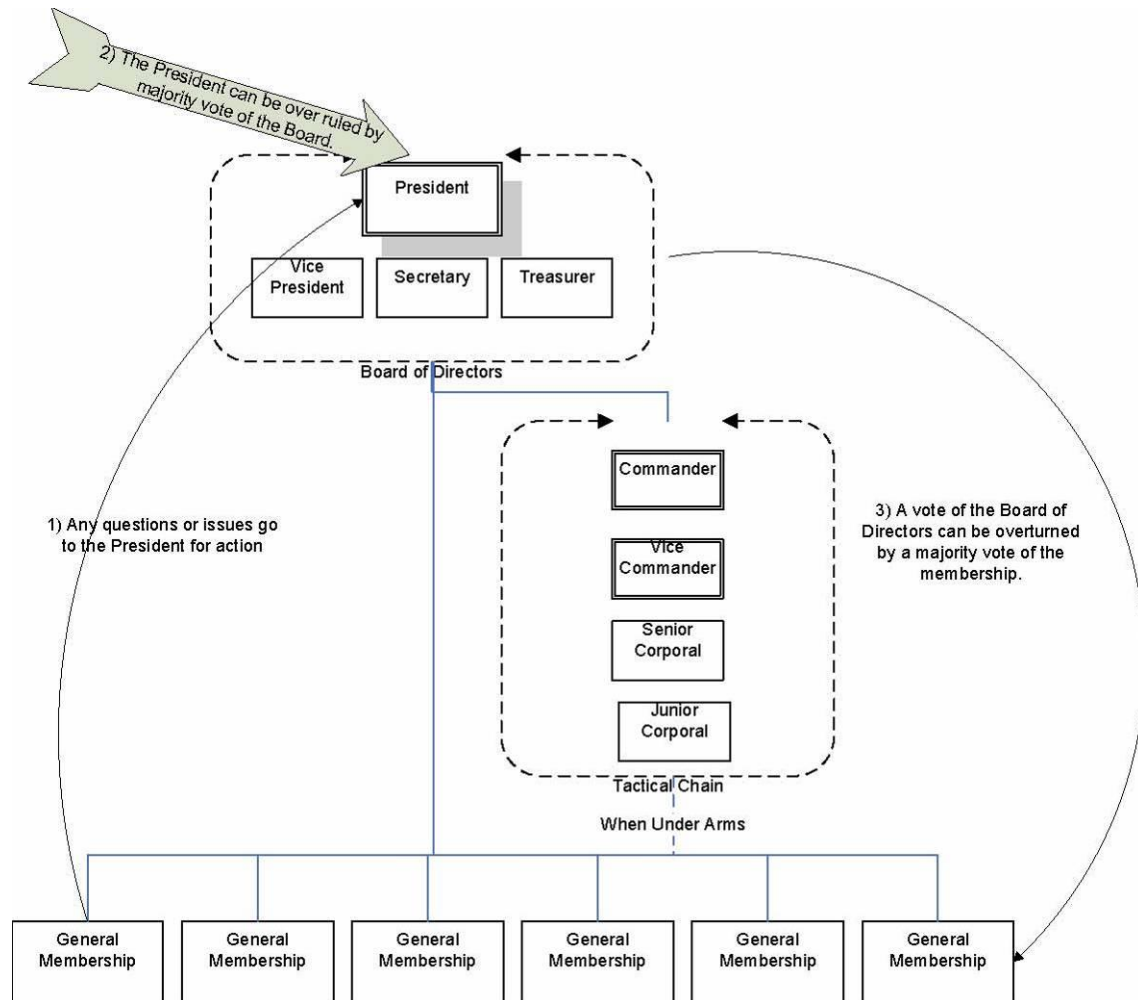 2) The President can be over ruled by
majority vote of the Board.
President
Vice
President
Secretary
Treasurer
Board of Directors
Commander
1) Any questions or issues go
to the President for action
3) A vote of the Board of
Directors can be overturned
by a majority vote of the
membership.
Vice
Commander
Senior
Corporal
Junior
Corporal
Tactical Chain
When Under Arms
General
Membership
General
Membership
General
Membership
General
Membership
General
Membership
General
Membership